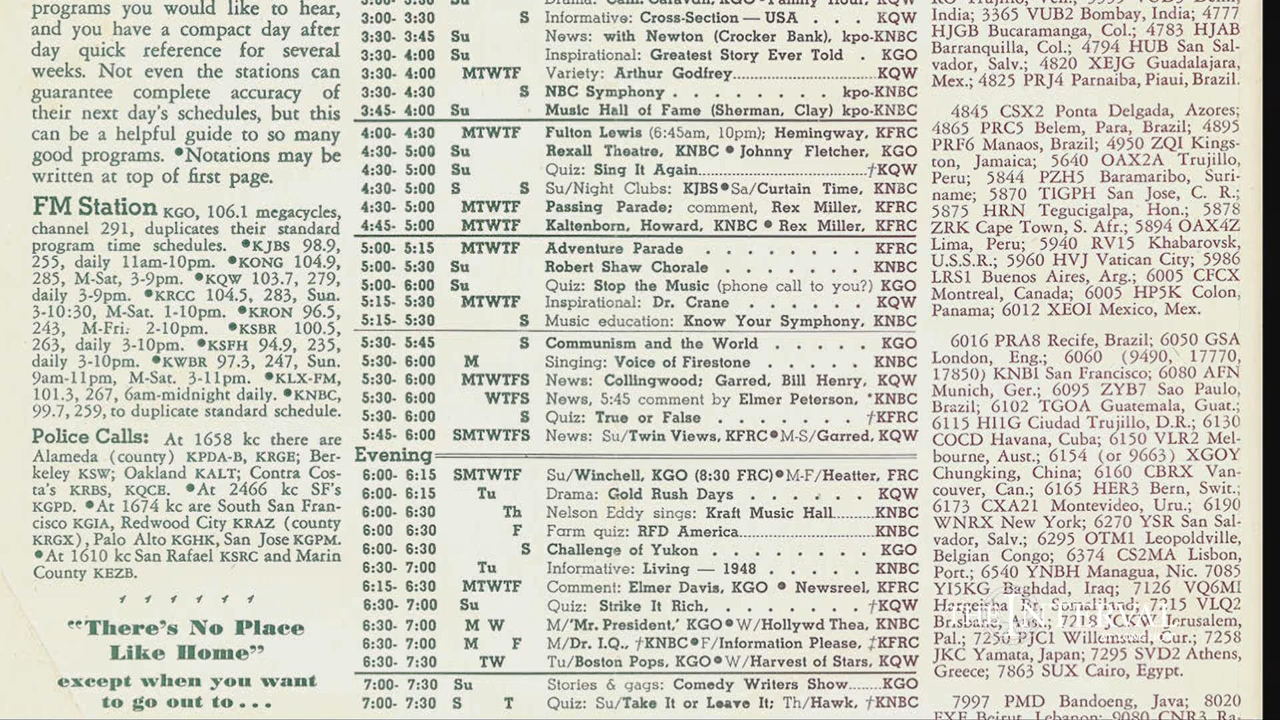 programs you would like to hear,
and you have a compact day after
day quick reference for several
weeks. Not even the stations can
guarantee complete accuracy of
their next day's schedules, but this
can be a helpful guide to so many
good programs. •Notations may be
written at top of first page.
FM Station KGO, 106.1 megacycles,
channel 291, duplicates their standard
program time schedules. •KJBS 98.9,
255, daily 11am-10pm. •KONG 104.9,
285, M-Sat, 3-9pm. •KQW 103.7, 279,
daily 3-9pm. •KRCC 104.5, 283, Sun.
3-10:30, M-Sat. 1-10pm. •KRON 96.5,
243, M-Fri. 2-10pm. •KSBR 100.5,
263, daily 3-10pm. •KSFH 94.9, 235,
daily 3-10pm. •KWBR 97.3, 247, Sun.
9am-11pm, M-Sat. 3-11pm. •KLX-FM,
101.3, 267, 6am-midnight daily. •KNBC,
99.7, 259, to duplicate standard schedule.
Police Calls: At 1658 kc there are
Alameda (county) KPDA-B, KRGE; Ber-
keley KSW; Oakland KALT; Contra Cos-
ta's KRBS, KQCE. •At 2466 kc SF's
KGPD. •At 1674 kc are South San Fran-
cisco KGIA, Redwood City KRAZ (county
KRGX), Palo Alto KGHK, San Jose KGPM.
•At 1610 kc San Rafael KSRC and Marin
County KEZB.
"There's No Place
Like Home"
except when you want
to go out to...
3:00- 3:30 S Informative: Cross-Section — USA . . . KQW
3:30- 3:45 Su News: with Newton (Crocker Bank), kpo-KNBC
3:30- 4:00 Su Inspirational: Greatest Story Ever Told . KGO
3:30- 4:00 MTWTF Variety: Arthur Godfrey....................KQW
3:30- 4:30 S NBC Symphony . . . . . . . . kpo-KNBC
3:45- 4:00 Su Music Hall of Fame (Sherman, Clay) kpo-KNBC
4:00- 4:30 MTWTF Fulton Lewis (6:45am, 10pm); Hemingway, KFRC
4:30- 5:00 Su Rexall Theatre, KNBC • Johnny Fletcher, KGO
4:30- 5:00 Su Quiz: Sing It Again....................†KQW
4:30- 5:00 S S Su/Night Clubs: KJBS•Sa/Curtain Time, KNBC
4:30- 5:00 MTWTF Passing Parade; comment, Rex Miller, KFRC
4:45- 5:00 MTWTF Kaltenborn, Howard, KNBC • Rex Miller, KFRC
5:00- 5:15 MTWTF Adventure Parade . . . . . . . KFRC
5:00- 5:30 Su Robert Shaw Chorale . . . . . . KNBC
5:00- 6:00 Su Quiz: Stop the Music (phone call to you?) KGO
5:15- 5:30 MTWTF Inspirational: Dr. Crane . . . . . . KQW
5:15- 5:30 S Music education: Know Your Symphony, KNBC
5:30- 5:45 S Communism and the World . . . . . KGO
5:30- 6:00 M Singing: Voice of Firestone . . . . . KNBC
5:30- 6:00 MTWTFS News: Collingwood; Garred, Bill Henry, KQW
5:30- 6:00 WTFS News, 5:45 comment by Elmer Peterson, *KNBC
5:30- 6:00 S Quiz: True or False . . . . . . . †KFRC
5:45- 6:00 SMTWTFS News: Su/Twin Views, KFRC•M-S/Garred, KQW
Evening
6:00- 6:15 SMTWTF Su/Winchell, KGO (8:30 FRC)•M-F/Heatter, FRC
6:00- 6:15 Tu Drama: Gold Rush Days . . . . . . KQW
6:00- 6:30 Th Nelson Eddy sings: Kraft Music Hall.........KNBC
6:00 6:30 F Farm quiz: RFD America....................KNBC
6:00- 6:30 S Challenge of Yukon . . . . . . . KGO
6:30- 7:00 Tu Informative: Living — 1948 . . . . . KNBC
6:15- 6:30 MTWTF Comment: Elmer Davis, KGO • Newsreel, KFRC
6:30- 7:00 Su Quiz: Strike It Rich, . . . . . . . †KQW
6:30- 7:00 M W M/'Mr. President,' KGO•W/Hollywd Thea, KNBC
6:30- 7:00 M F M/Dr. I.Q., †KNBC•F/Information Please, ‡KFRC
6:30- 7:30 TW Tu/Boston Pops, KGO•W/Harvest of Stars, KQW
7:00- 7:30 Su Stories & gags: Comedy Writers Show.......KGO
7:00- 7:30 S T Quiz: Su/Take It or Leave It; Th/Hawk, †KNBC
India; 3365 VUB2 Bombay, India; 4777
HJGB Bucaramanga, Col.; 4783 HJAB
Barranquilla, Col.; 4794 HUB San Sal-
vador, Salv.; 4820 XEJG Guadalajara,
Mex.; 4825 PRJ4 Parnaiba, Piaui, Brazil.
4845 CSX2 Ponta Delgada, Azores;
4865 PRC5 Belem, Para, Brazil; 4895
PRF6 Manaos, Brazil; 4950 ZQI Kings-
ton, Jamaica; 5640 OAX2A Trujillo,
Peru; 5844 PZH5 Baramaribo, Suri-
name; 5870 TIGPH San Jose, C. R.;
5875 HRN Tegucigalpa, Hon.; 5878
ZRK Cape Town, S. Afr.; 5894 OAX4Z
Lima, Peru; 5940 RV15 Khabarovsk,
U.S.S.R.; 5960 HVJ Vatican City; 5986
LRS1 Buenos Aires, Arg.; 6005 CFCX
Montreal, Canada; 6005 HP5K Colon,
Panama; 6012 XEOI Mexico, Mex.
6016 PRA8 Recife, Brazil; 6050 GSA
London, Eng.; 6060 (9490, 17770,
17850) KNBI San Francisco; 6080 AFN
Munich, Ger.; 6095 ZYB7 Sao Paulo,
Brazil; 6102 TGOA Guatemala, Guat.;
6115 HI1G Ciudad Trujillo, D.R.; 6130
COCD Havana, Cuba; 6150 VLR2 Mel-
bourne, Aust.; 6154 (or 9663) XGOY
Chungking, China; 6160 CBRX Van-
couver, Can.; 6165 HER3 Bern, Swit.;
6173 CXA21 Montevideo, Uru.; 6190
WNRX New York; 6270 YSR San Sal-
vador, Salv.; 6295 OTM1 Leopoldville,
Belgian Congo; 6374 CS2MA Lisbon,
Port.; 6540 YNBH Managua, Nic. 7085
YI5KG Baghdad, Iraq; 7126 VQ6MI
Hargeisha Br. Somaliland; 7215 VLQ2
Brisbane, Aus. 7218 JCKW Jerusalem,
Pal.; 7250 PJC1 Willemstad, Cur.; 7258
JKC Yamata, Japan; 7295 SVD2 Athens,
Greece; 7863 SUX Cairo, Egypt.
7997 PMD Bandoeng, Java; 8020